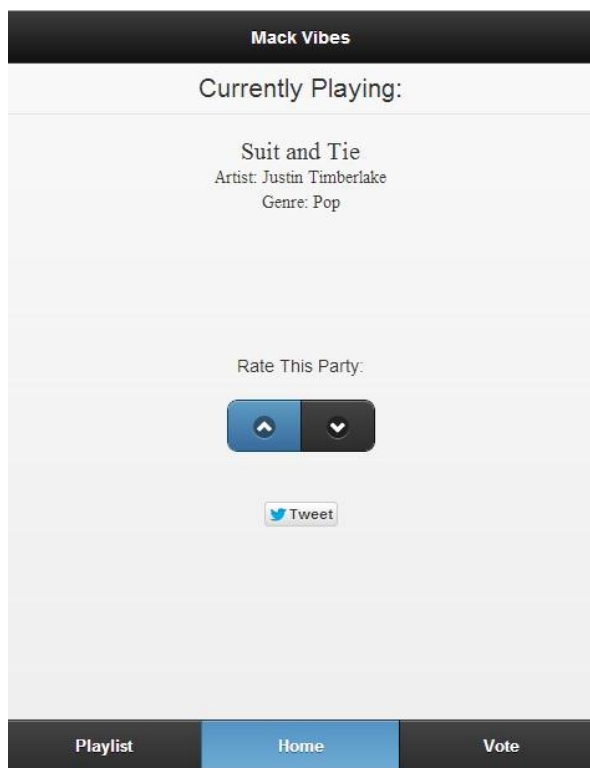 Mack Vibes
Currently Playing:
Suit and Tie
Artist: Justin Timberlake
Genre: Pop
Rate This Party:
Tweet
Playlist Home Vote